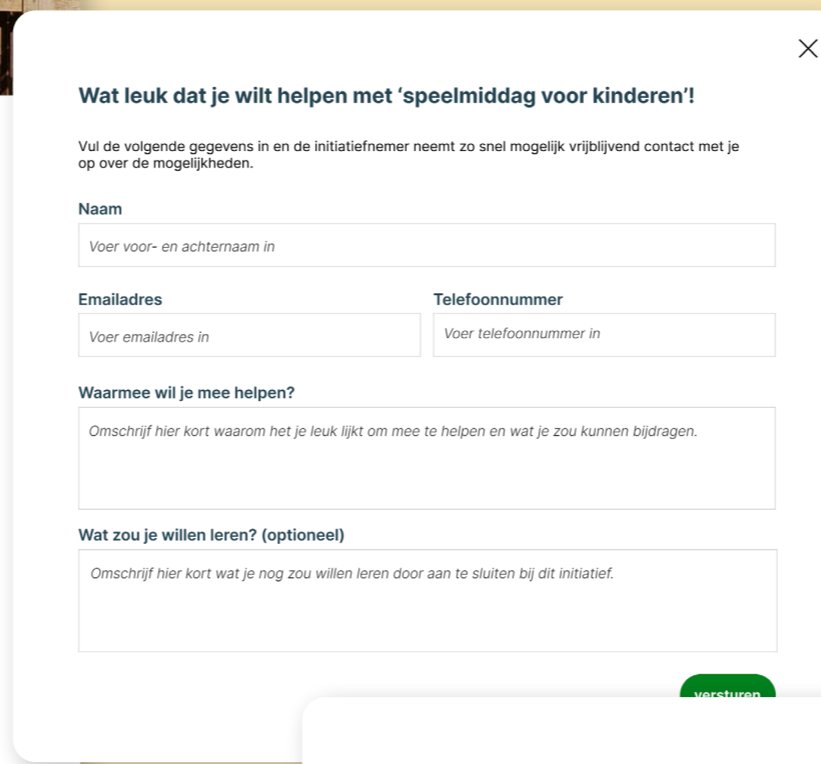 Wat leuk dat je wilt helpen met ‘speelmiddag voor kinderen’!
Vul de volgende gegevens in en de initiatiefnemer neemt zo snel mogelijk vrijblijvend contact met je
op over de mogelijkheden.
Naam
Voer voor- en achternaam in
Emailadres
Telefoonnummer
Voer emailadres in
Voer telefoonnummer in
Waarmee wil je mee helpen?
Omschrijf hier kort waarom het je leuk lijkt om mee te helpen en wat je zou kunnen bijdragen.
Wat zou je willen leren? (optioneel)
Omschrijf hier kort wat je nog zou willen leren door aan te sluiten bij dit initiatief.
versturen